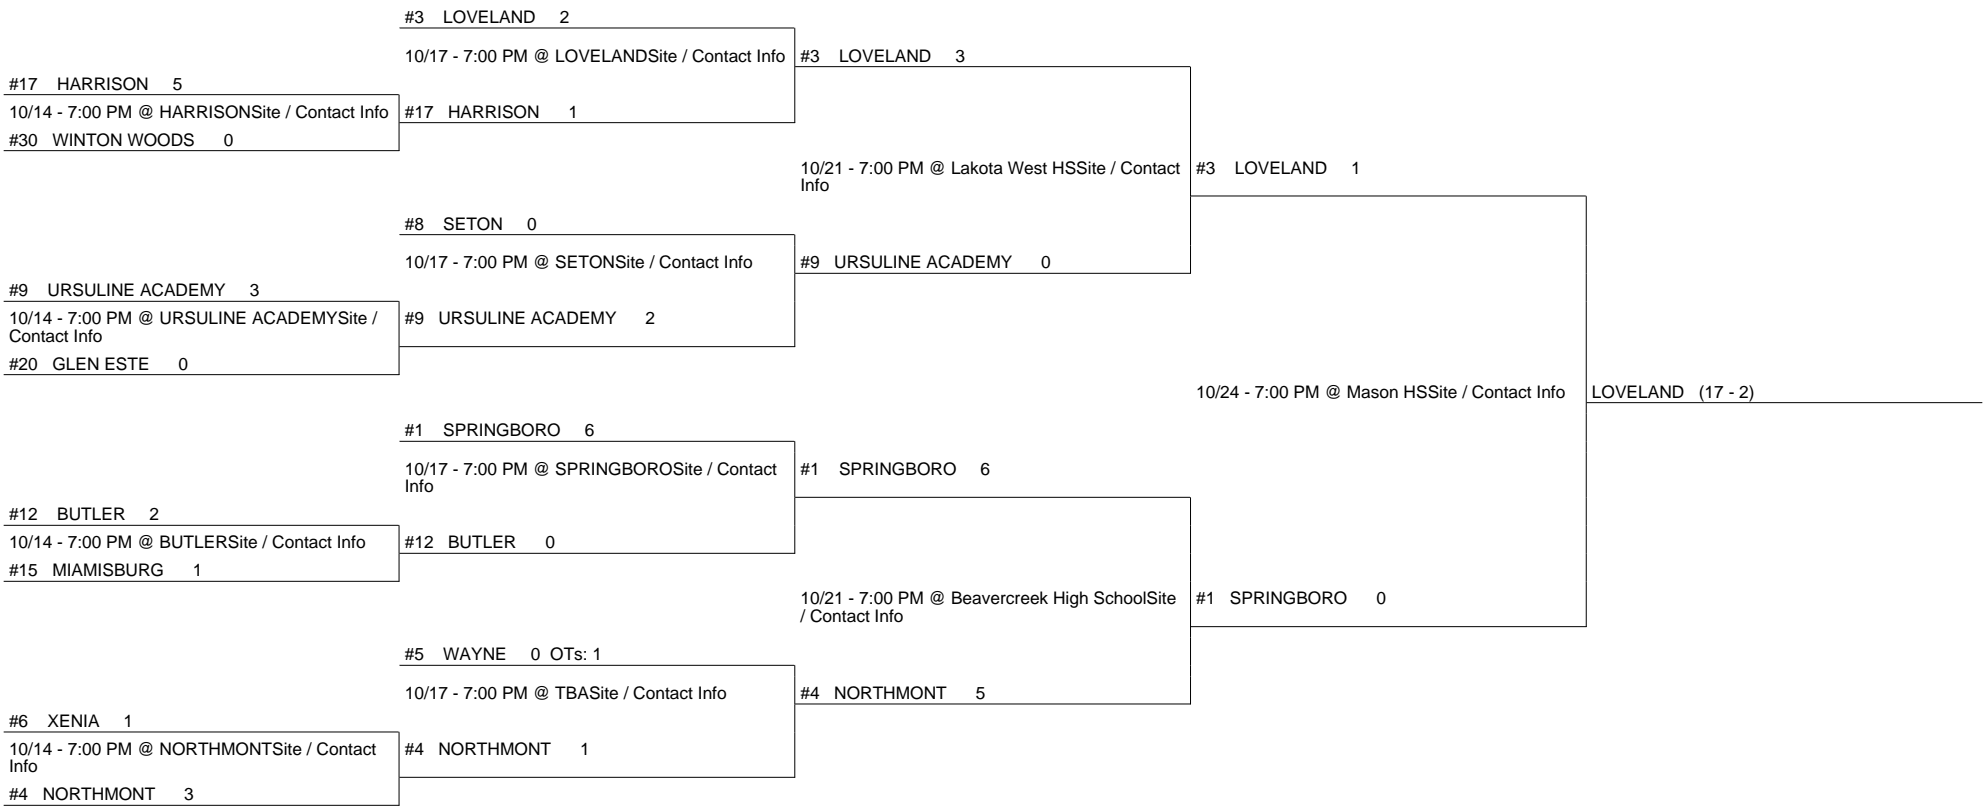 #3 LOVELAND 2
10/17 - 7:00 PM @ LOVELANDSite / Contact Info
#3 LOVELAND 3
#17 HARRISON 5
10/14 - 7:00 PM @ HARRISONSite / Contact Info
#17 HARRISON 1
#30 WINTON WOODS 0
10/21 - 7:00 PM @ Lakota West HSSite / Contact
Info
#3 LOVELAND 1
#8 SETON 0
10/17 - 7:00 PM @ SETONSite / Contact Info
#9 URSULINE ACADEMY 0
#9 URSULINE ACADEMY 3
10/14 - 7:00 PM @ URSULINE ACADEMYSite /
Contact Info
#9 URSULINE ACADEMY 2
#20 GLEN ESTE 0
10/24 - 7:00 PM @ Mason HSSite / Contact Info
LOVELAND (17 - 2)
#1 SPRINGBORO 6
10/17 - 7:00 PM @ SPRINGBOROSite / Contact
Info
#1 SPRINGBORO 6
#12 BUTLER 2
10/14 - 7:00 PM @ BUTLERSite / Contact Info
#12 BUTLER 0
#15 MIAMISBURG 1
10/21 - 7:00 PM @ Beavercreek High SchoolSite
/ Contact Info
#1 SPRINGBORO 0
#5 WAYNE 0 OTs: 1
10/17 - 7:00 PM @ TBASite / Contact Info
#4 NORTHMONT 5
#6 XENIA 1
10/14 - 7:00 PM @ NORTHMONTSite / Contact
Info
#4 NORTHMONT 1
#4 NORTHMONT 3